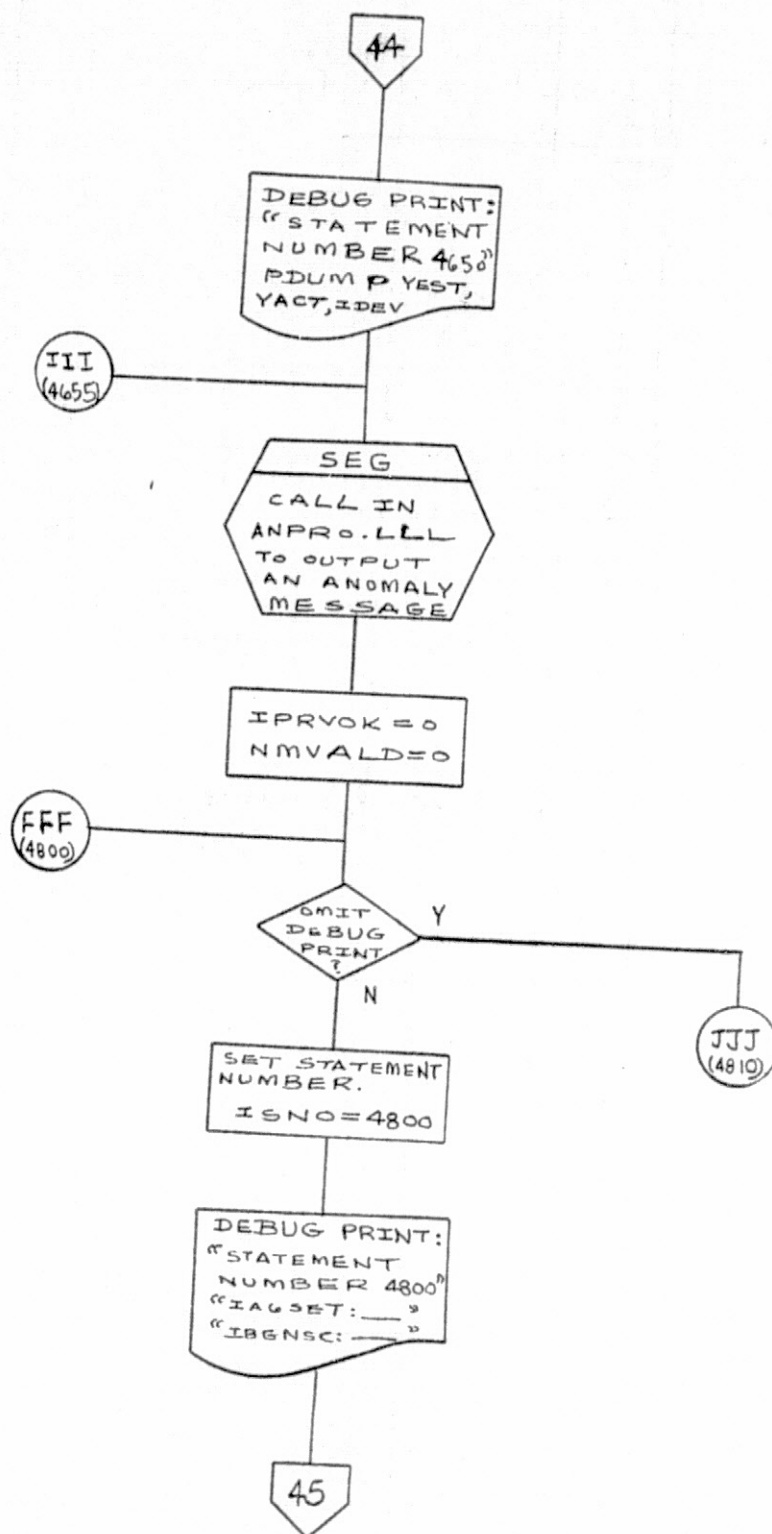 44
DEBUG PRINT:
"STATEMENT
NUMBER 4650"
PDUMP YEST,
YACT, IDEV
III
(4655)
SEG
CALL IN
ANPRO.LLL
TO OUTPUT
AN ANOMALY
MESSAGE
IPRVOK = 0
NMVALD = 0
FFF
(4800)
OMIT
DEBUG
PRINT
?
Y
N
JJJ
(4810)
SET STATEMENT
NUMBER.
ISNO = 4800
DEBUG PRINT:
"STATEMENT
NUMBER 4800"
"IAGSET: ___"
"IBGNSC: ___"
45